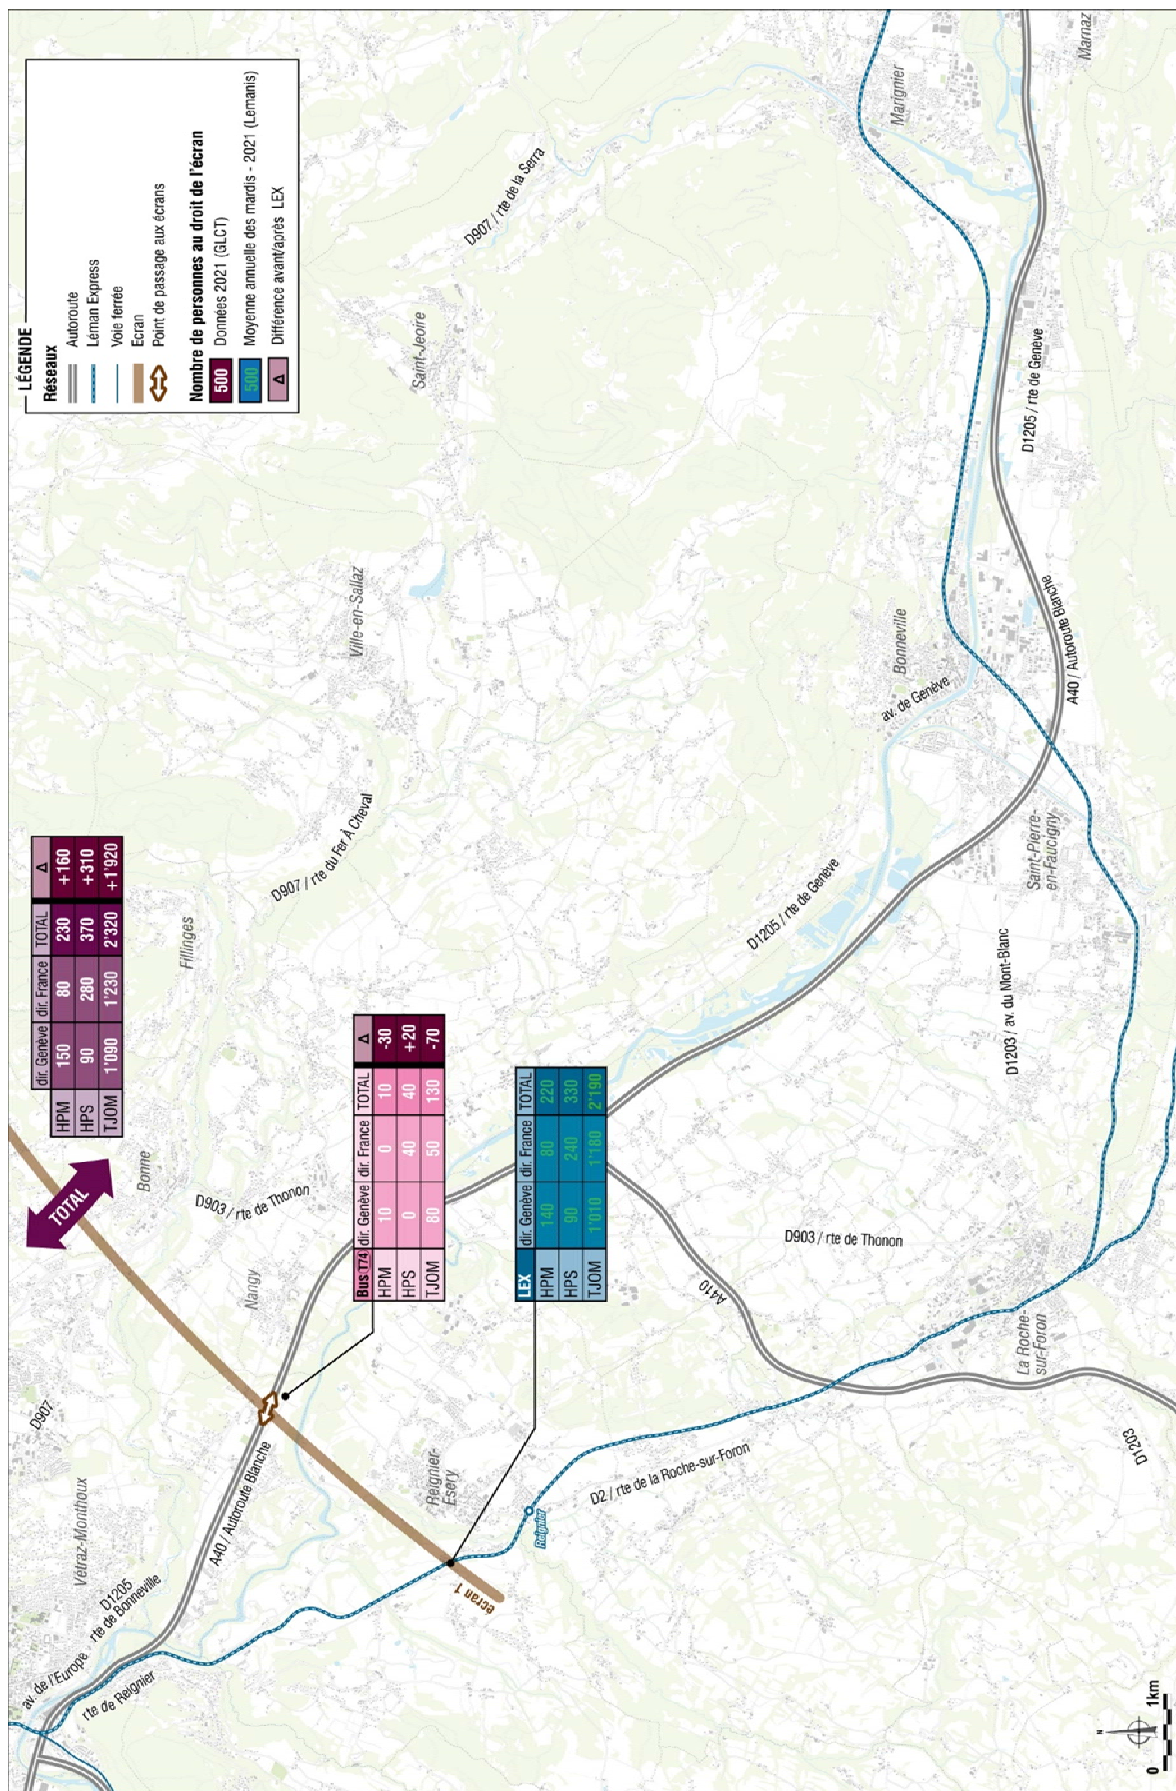 LÉGENDE
Réseaux
Autoroute
Léman Express
Voie ferrée
Ecran
Point de passage aux écrans
Nombre de personnes au droit de l'écran
500 Données 2021 (GLCT)
500 Moyenne annuelle des mardis - 2021 (Lemanis)
Δ Différence avant/après LEX
TOTAL
dir. Genève dir. France TOTAL Δ
HPM 150 80 230 +160
HPS 90 280 370 +310
TJOM 1'090 1'230 2'320 +1'920
Bus T74 dir. Genève dir. France TOTAL Δ
HPM 10 0 10 -30
HPS 0 40 40 +20
TJOM 80 50 130 -70
LEX dir. Genève dir. France TOTAL
HPM 140 80 220
HPS 90 240 330
TJOM 1'010 1'180 2'190
D907
Vétraz-Monthoux
D1205
rte de Bonneville
av. de l'Europe
rte de Reignier
A40 / Autoroute Blanche
Nangy
Bonne
D903 / rte de Thonon
Fillinges
D907 / rte du Fer À Cheval
Ville-en-Sallaz
Saint-Jeoire
D907 / rte de la Serra
Marignier
Marnaz
D1205 / rte de Genève
Bonneville
av. de Genève
A40 / Autoroute Blanche
D1205 / rte de Genève
Saint-Pierre-
en-Faucigny
D1203 / av. du Mont-Blanc
D903 / rte de Thonon
A410
La Roche-
sur-Foron
D1203
D2 / rte de la Roche-sur-Foron
Reignier-
Esery
Reignier
écran 1
N
0 1km